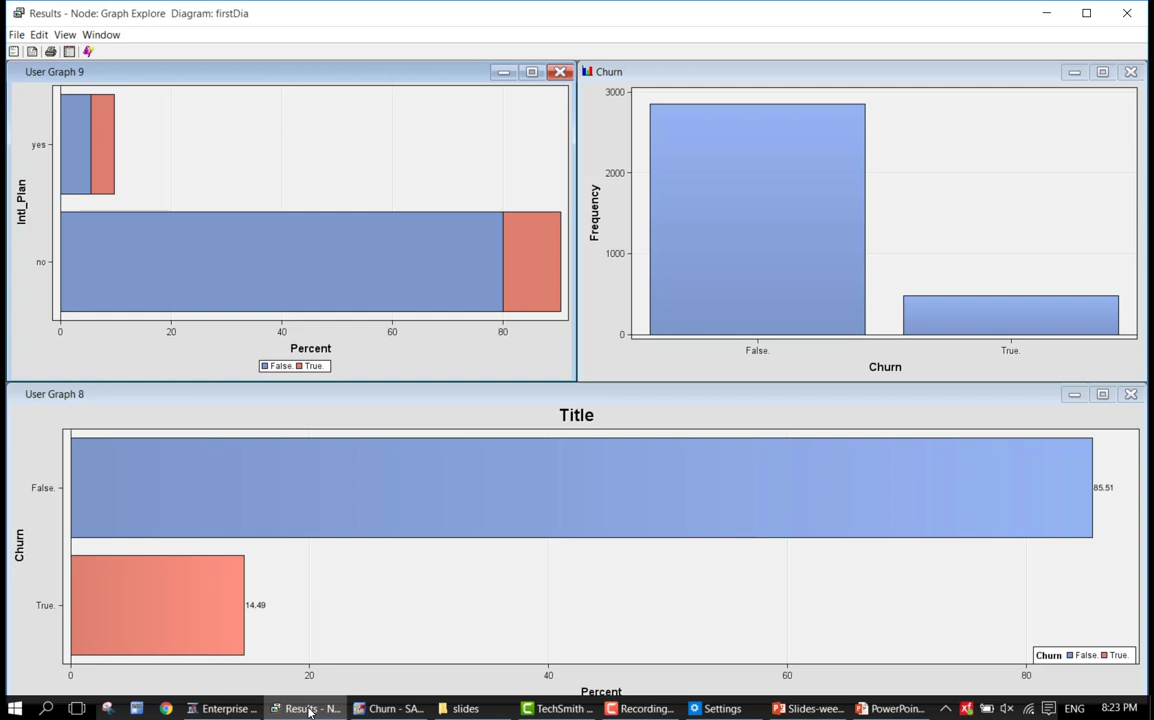 Results - Node: Graph Explore Diagram: firstDia
File Edit View Window
User Graph 9
yes
no
Intl_Plan
0 20 40 60 80
Percent
False. True.
Churn
3000
2000
1000
0
Frequency
False. True.
Churn
User Graph 8
Title
False.
85.51
True.
14.49
Churn
0 20 40 60 80
Percent
Churn False. True.
Enterprise ... Results - N... Churn - SA... slides TechSmith ... Recording... Settings Slides-wee... PowerPoin... ENG 8:23 PM